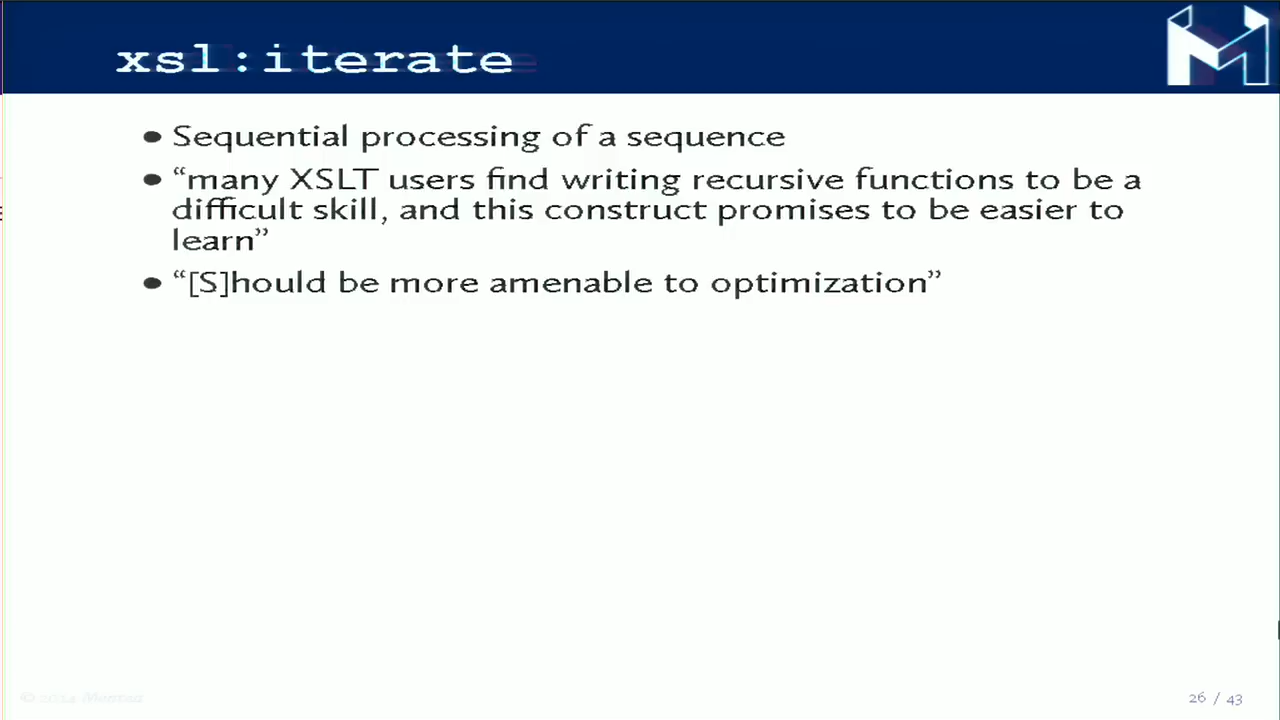 xsl:iterate
● Sequential processing of a sequence
● “many XSLT users find writing recursive functions to be a
difficult skill, and this construct promises to be easier to
learn”
● “[S]hould be more amenable to optimization”
26 / 43